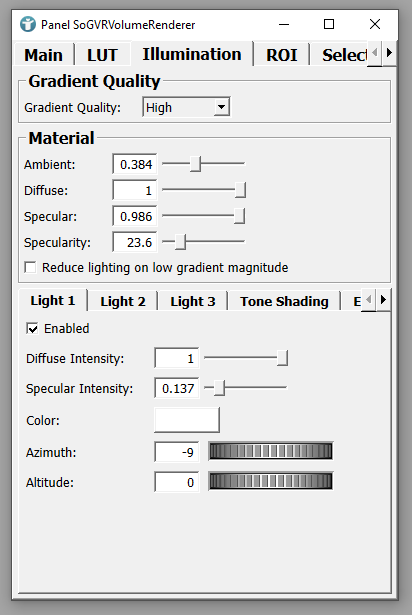 Panel SoGVRVolumeRenderer
Main LUT Illumination ROI Select
Gradient Quality
Gradient Quality: High
Material
Ambient: 0.384
Diffuse: 1
Specular: 0.986
Specularity: 23.6
Reduce lighting on low gradient magnitude
Light 1 Light 2 Light 3 Tone Shading E
Enabled
Diffuse Intensity: 1
Specular Intensity: 0.137
Color:
Azimuth: -9
Altitude: 0